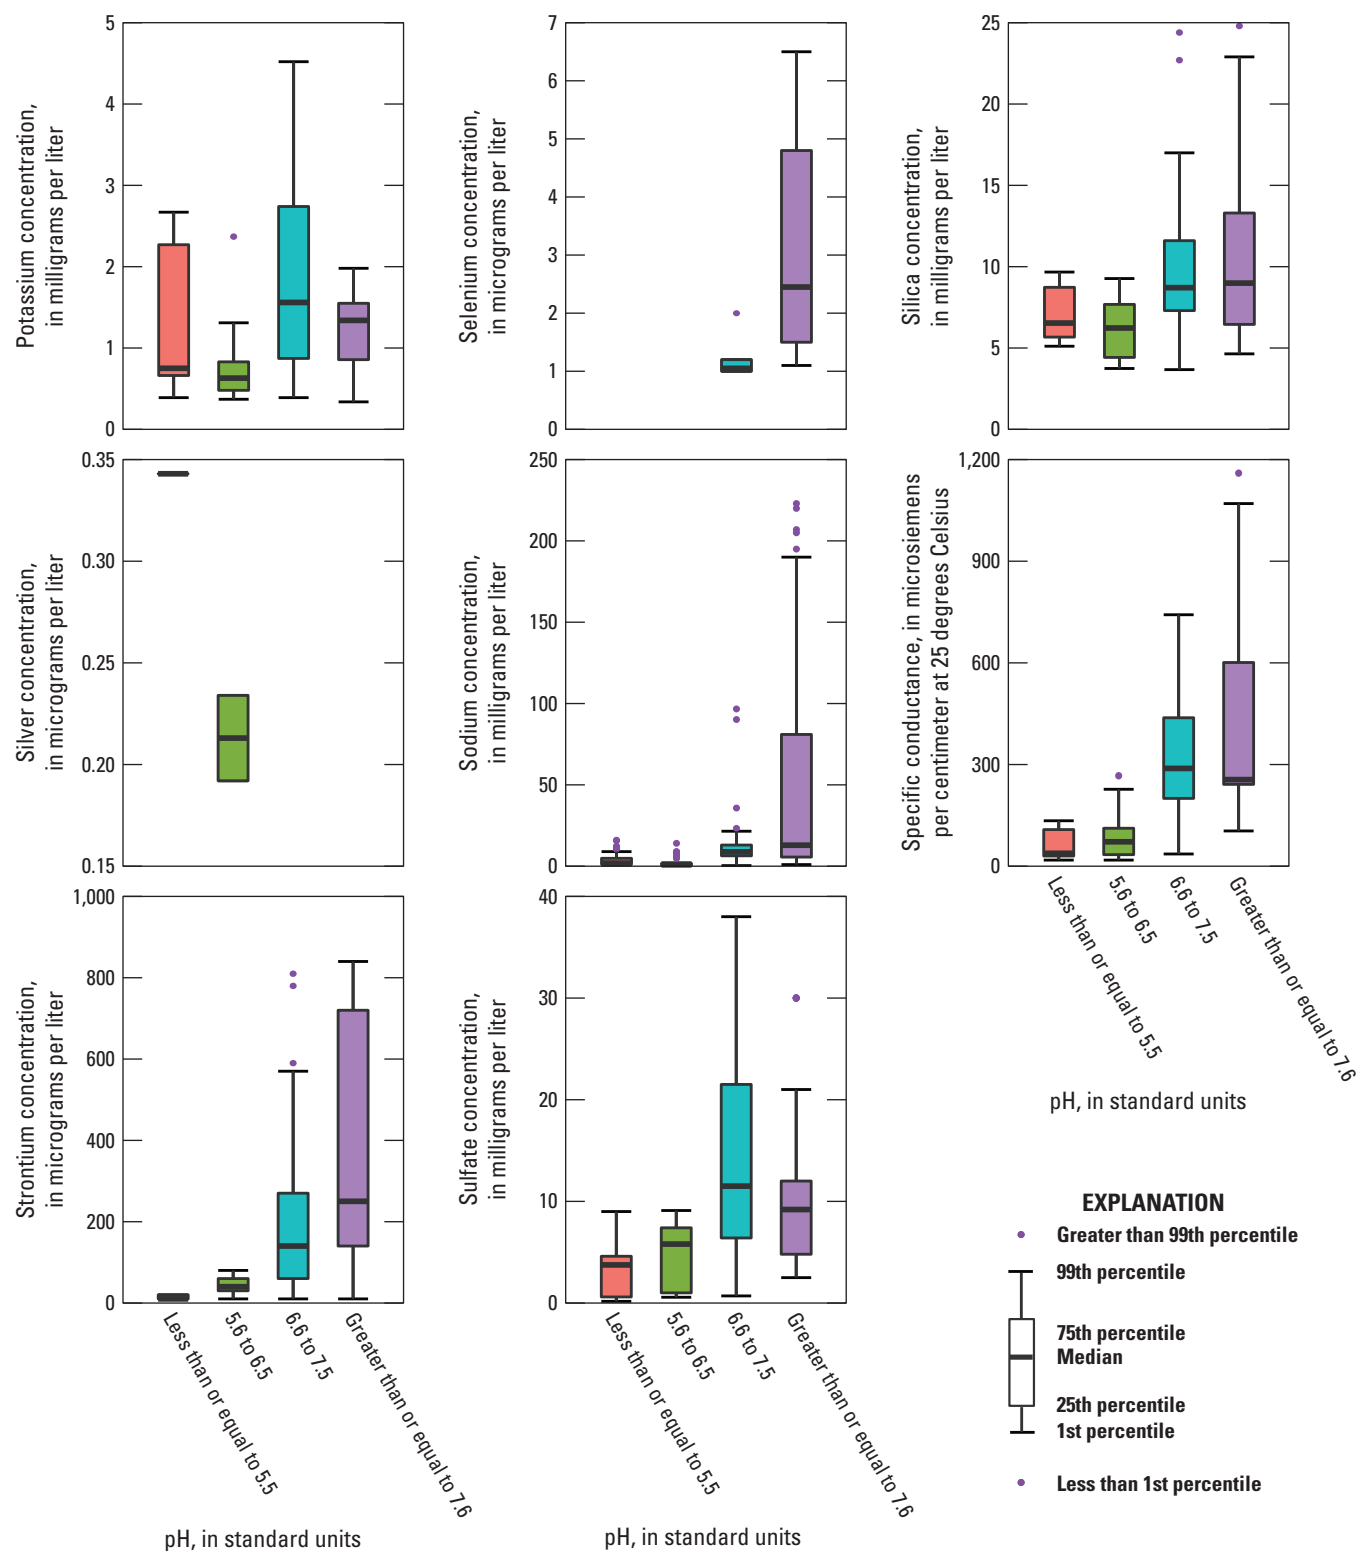 Potassium concentration,
in milligrams per liter
5
4
3
2
1
0
Selenium concentration,
in micrograms per liter
7
6
5
4
3
2
1
0
Silica concentration,
in milligrams per liter
25
20
15
10
5
0
Silver concentration,
in micrograms per liter
0.35
0.30
0.25
0.20
0.15
Sodium concentration,
in milligrams per liter
250
200
150
100
50
0
Specific conductance, in microsiemens
per centimeter at 25 degrees Celsius
1,200
900
600
300
0
Less than or equal to 5.5
5.6 to 6.5
6.6 to 7.5
Greater than or equal to 7.6
pH, in standard units
Strontium concentration,
in micrograms per liter
1,000
800
600
400
200
0
Less than or equal to 5.5
5.6 to 6.5
6.6 to 7.5
Greater than or equal to 7.6
pH, in standard units
Sulfate concentration,
in milligrams per liter
40
30
20
10
0
Less than or equal to 5.5
5.6 to 6.5
6.6 to 7.5
Greater than or equal to 7.6
pH, in standard units
EXPLANATION
Greater than 99th percentile
99th percentile
75th percentile
Median
25th percentile
1st percentile
Less than 1st percentile